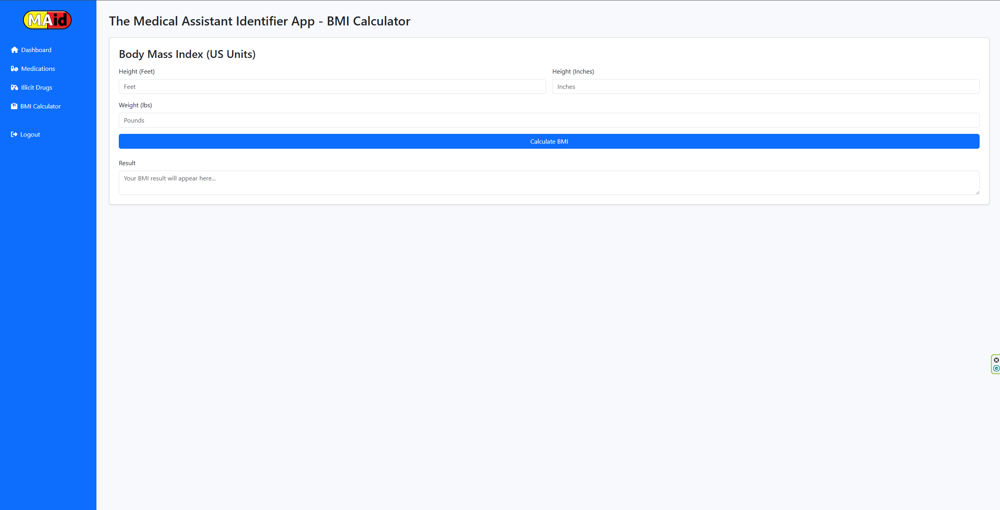 MAid
Dashboard
Medications
Illicit Drugs
BMI Calculator
Logout
The Medical Assistant Identifier App - BMI Calculator
Body Mass Index (US Units)
Height (Feet)
Height (Inches)
Feet
Inches
Weight (lbs)
Pounds
Calculate BMI
Result
Your BMI result will appear here...
e